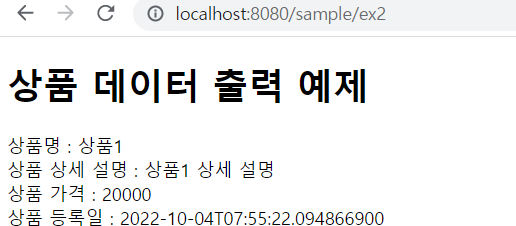 localhost:8080/sample/ex2
상품 데이터 출력 예제
상품명 : 상품1
상품 상세 설명 : 상품1 상세 설명
상품 가격 : 20000
상품 등록일 : 2022-10-04T07:55:22.094866900